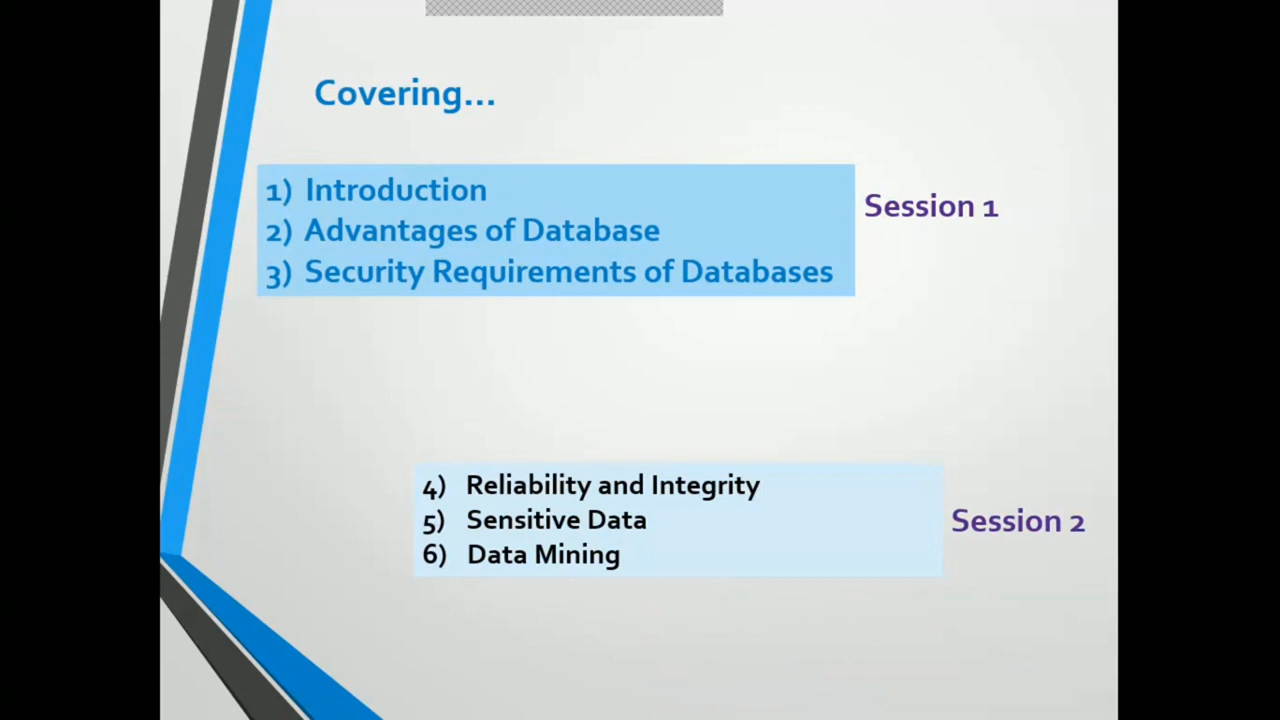 Covering...
1) Introduction
2) Advantages of Database
3) Security Requirements of Databases
Session 1
4) Reliability and Integrity
5) Sensitive Data
6) Data Mining
Session 2